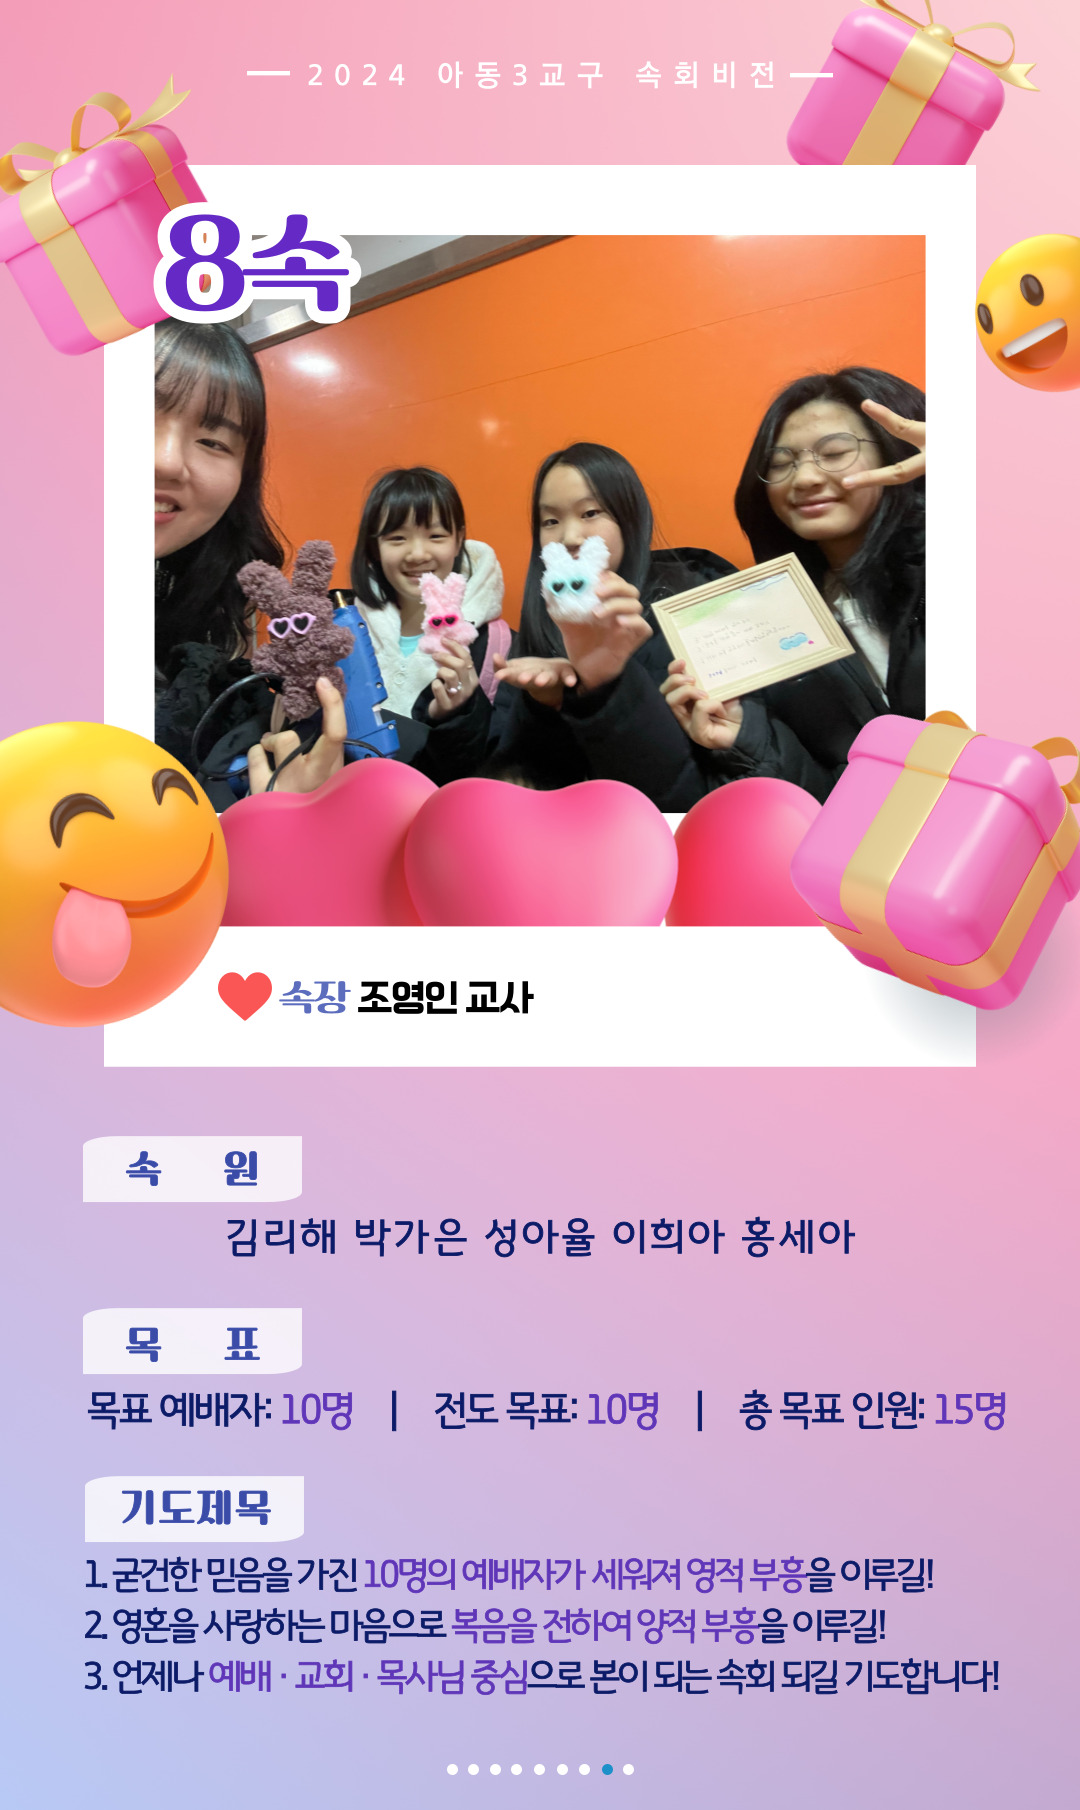 2024 아동3교구 속회비전
8속
속장 조영인 교사
속 원
김리해 박가은 성아율 이희아 홍세아
목 표
목표 예배자: 10명 | 전도 목표: 10명 | 총 목표 인원: 15명
기도제목
1. 굳건한 믿음을 가진 10명의 예배자가 세워져 영적 부흥을 이루길!
2. 영혼을 사랑하는 마음으로 복음을 전하여 양적 부흥을 이루길!
3. 언제나 예배 · 교회 · 목사님 중심으로 본이 되는 속회 되길 기도합니다!